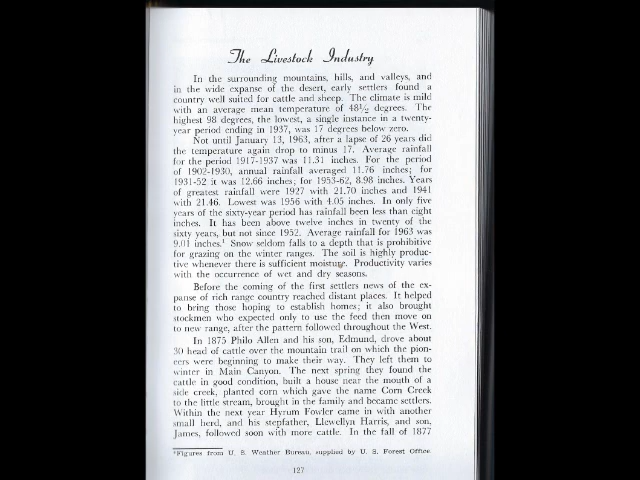 The Livestock Industry
In the surrounding mountains, hills, and valleys, and
in the wide expanse of the desert, early settlers found a
country well suited for cattle and sheep. The climate is mild
with an average mean temperature of 48½ degrees. The
highest 98 degrees, the lowest, a single instance in a twenty-
year period ending in 1937, was 17 degrees below zero.
Not until January 13, 1963, after a lapse of 26 years did
the temperature again drop to minus 17. Average rainfall
for the period 1917-1937 was 11.31 inches. For the period
of 1902-1930, annual rainfall averaged 11.76 inches; for
1931-52 it was 12.66 inches; for 1953-62, 8.98 inches. Years
of greatest rainfall were 1927 with 21.70 inches and 1941
with 21.46. Lowest was 1956 with 4.05 inches. In only five
years of the sixty-year period has rainfall been less than eight
inches. It has been above twelve inches in twenty of the
sixty years, but not since 1952. Average rainfall for 1963 was
9.01 inches.¹ Snow seldom falls to a depth that is prohibitive
for grazing on the winter ranges. The soil is highly produc-
tive whenever there is sufficient moisture. Productivity varies
with the occurrence of wet and dry seasons.
Before the coming of the first settlers news of the ex-
panse of rich range country reached distant places. It helped
to bring those hoping to establish homes; it also brought
stockmen who expected only to use the feed then move on
to new range, after the pattern followed throughout the West.
In 1875 Philo Allen and his son, Edmund, drove about
30 head of cattle over the mountain trail on which the pion-
eers were beginning to make their way. They left them to
winter in Main Canyon. The next spring they found the
cattle in good condition, built a house near the mouth of a
side creek, planted corn which gave the name Corn Creek
to the little stream, brought in the family and became settlers.
Within the next year Hyrum Fowler came in with another
small herd, and his stepfather, Llewellyn Harris, and son,
James, followed soon with more cattle. In the fall of 1877
¹Figures from U. S. Weather Bureau, supplied by U. S. Forest Office.
127